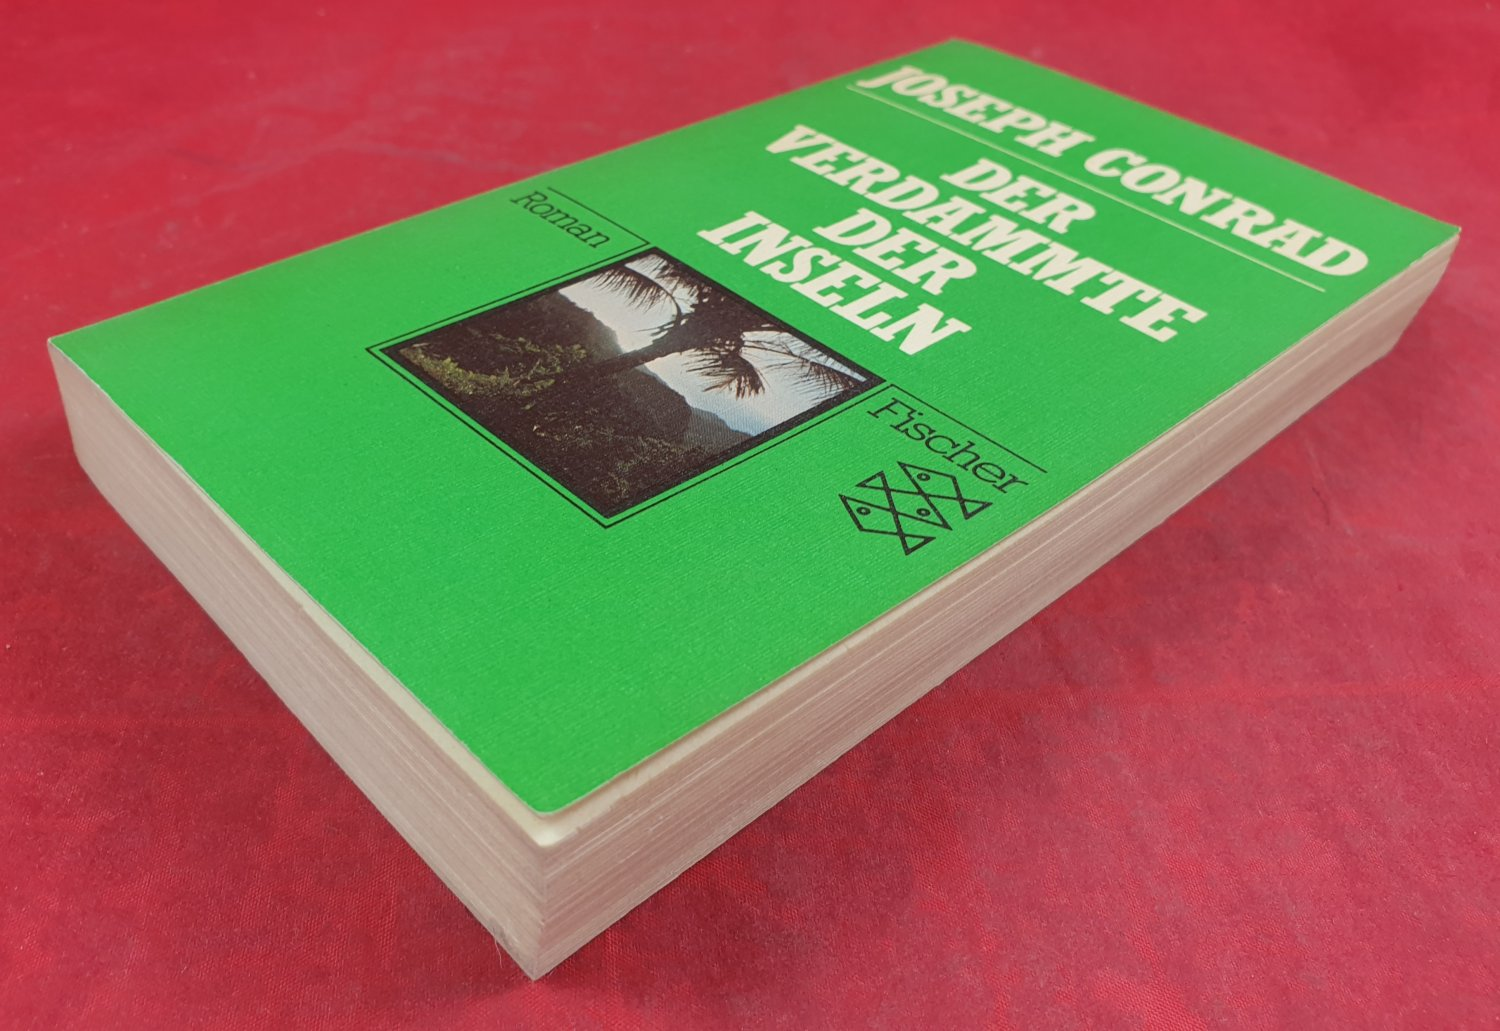 JOSEPH CONRAD
DER
VERDAMMTE
DER
INSELN
Roman
Fischer